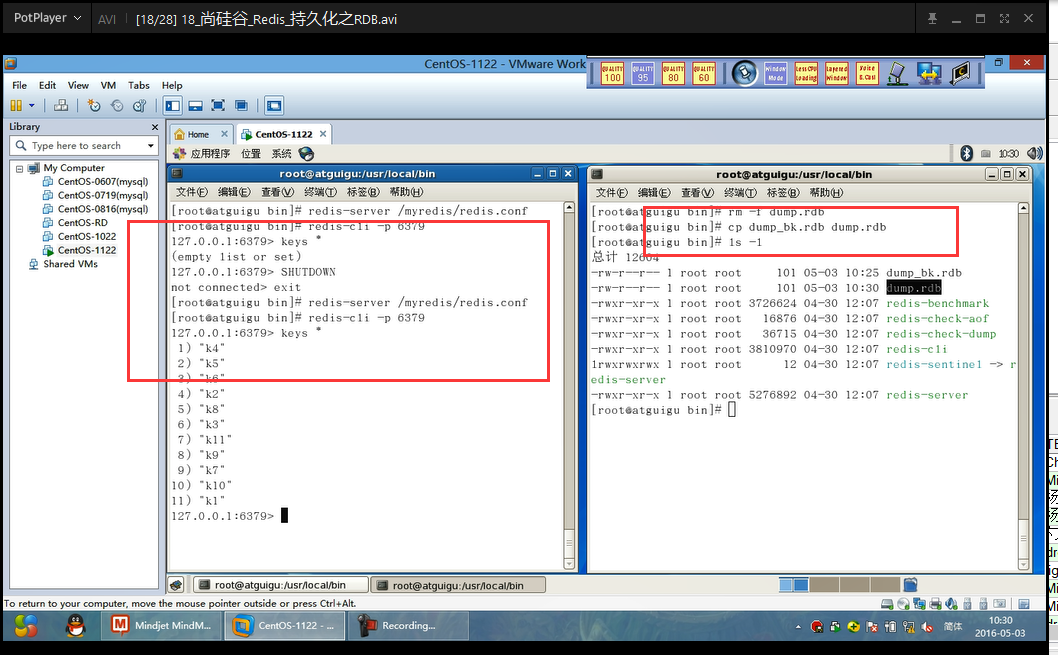 PotPlayer AVI [18/28] 18_尚硅谷_Redis_持久化之RDB.avi
CentOS-1122 - VMware Work
QUALITY 100
QUALITY 95
QUALITY 80
QUALITY 60
Window Mode
LessCPU Loading
Layered Window
Voice E.Call
File Edit View VM Tabs Help
Library
Type here to search
My Computer
CentOS-0607(mysql)
CentOS-0719(mysql)
CentOS-0816(mysql)
CentOS-RD
CentOS-1022
CentOS-1122
Shared VMs
Home CentOS-1122
应用程序 位置 系统 10:30
root@atguigu:/usr/local/bin
文件(F) 编辑(E) 查看(V) 终端(T) 标签(B) 帮助(H)
[root@atguigu bin]# redis-server /myredis/redis.conf
[root@atguigu bin]# redis-cli -p 6379
127.0.0.1:6379> keys *
(empty list or set)
127.0.0.1:6379> SHUTDOWN
not connected> exit
[root@atguigu bin]# redis-server /myredis/redis.conf
[root@atguigu bin]# redis-cli -p 6379
127.0.0.1:6379> keys *
1) "k4"
2) "k5"
3) "k6"
4) "k2"
5) "k8"
6) "k3"
7) "k11"
8) "k9"
9) "k7"
10) "k10"
11) "k1"
127.0.0.1:6379>
root@atguigu:/usr/local/bin
文件(F) 编辑(E) 查看(V) 终端(T) 标签(B) 帮助(H)
[root@atguigu bin]# rm -f dump.rdb
[root@atguigu bin]# cp dump_bk.rdb dump.rdb
[root@atguigu bin]# ls -l
总计 12604
-rw-r--r-- 1 root root 101 05-03 10:25 dump_bk.rdb
-rw-r--r-- 1 root root 101 05-03 10:30 dump.rdb
-rwxr-xr-x 1 root root 3726624 04-30 12:07 redis-benchmark
-rwxr-xr-x 1 root root 16876 04-30 12:07 redis-check-aof
-rwxr-xr-x 1 root root 36715 04-30 12:07 redis-check-dump
-rwxr-xr-x 1 root root 3810970 04-30 12:07 redis-cli
lrwxrwxrwx 1 root root 12 04-30 12:07 redis-sentinel -> r
edis-server
-rwxr-xr-x 1 root root 5276892 04-30 12:07 redis-server
[root@atguigu bin]#
root@atguigu:/usr/local/bin root@atguigu:/usr/local/bin
To return to your computer, move the mouse pointer outside or press Ctrl+Alt.
Mindjet MindM... CentOS-1122 - ... Recording... 简体 10:30
2016-05-03